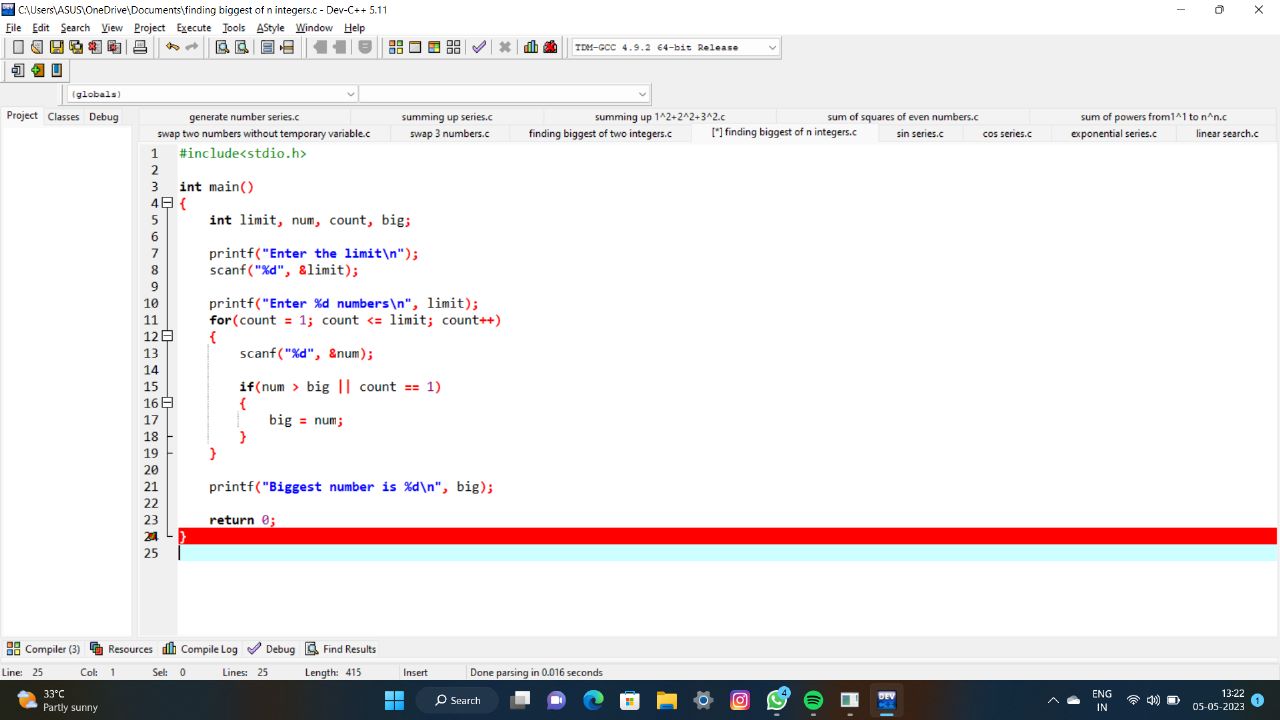 C:\Users\ASUS\OneDrive\Documents\finding biggest of n integers.c - Dev-C++ 5.11
File Edit Search View Project Execute Tools AStyle Window Help
TDM-GCC 4.9.2 64-bit Release
(globals)
Project Classes Debug
generate number series.c summing up series.c summing up 1^2+2^2+3^2.c sum of squares of even numbers.c sum of powers from1^1 to n^n.c
swap two numbers without temporary variable.c swap 3 numbers.c finding biggest of two integers.c [*] finding biggest of n integers.c sin series.c cos series.c exponential series.c linear search.c
1 #include<stdio.h>
2
3 int main()
4 {
5 int limit, num, count, big;
6
7 printf("Enter the limit\n");
8 scanf("%d", &limit);
9
10 printf("Enter %d numbers\n", limit);
11 for(count = 1; count <= limit; count++)
12 {
13 scanf("%d", &num);
14
15 if(num > big || count == 1)
16 {
17 big = num;
18 }
19 }
20
21 printf("Biggest number is %d\n", big);
22
23 return 0;
24 }
25
Compiler (3) Resources Compile Log Debug Find Results
Line: 25 Col: 1 Sel: 0 Lines: 25 Length: 415 Insert Done parsing in 0.016 seconds
33°C
Partly sunny
Search
4
DEV
ENG
IN
13:22
05-05-2023
1